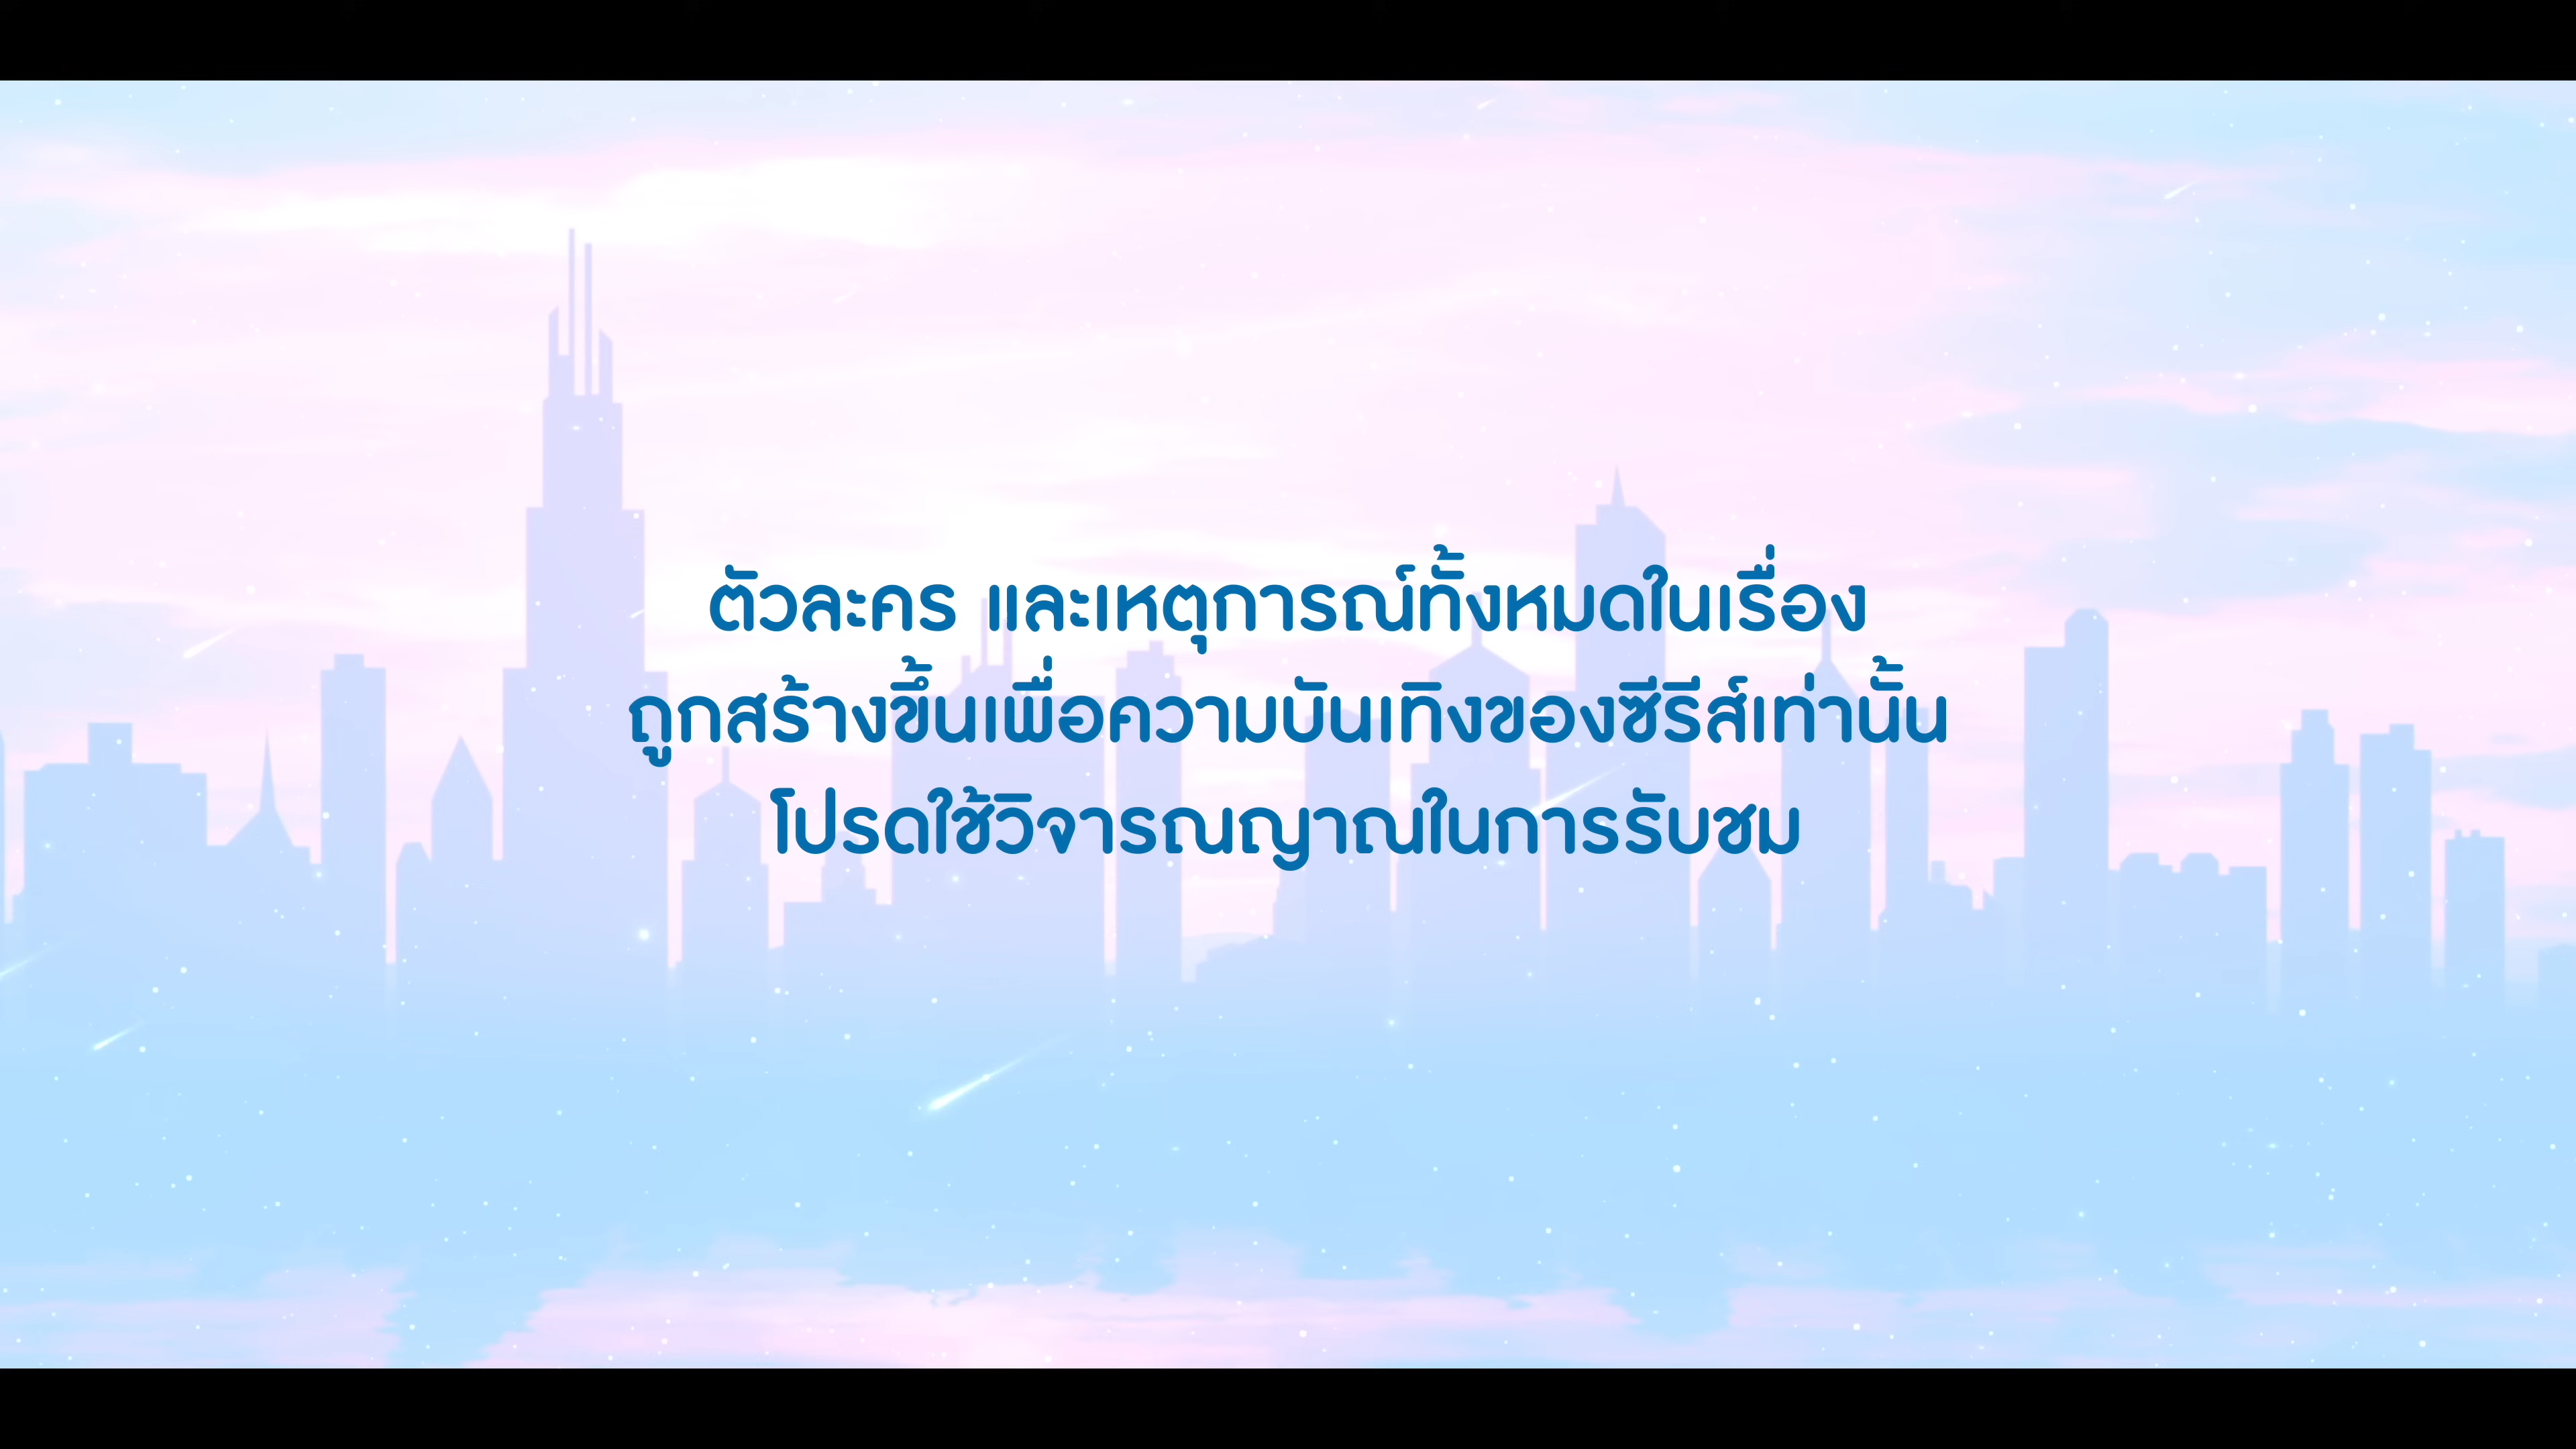 ตัวละคร และเหตุการณ์ทั้งหมดในเรื่อง
ถูกสร้างขึ้นเพื่อความบันเทิงของซีรีส์เท่านั้น
โปรดใช้วิจารณญาณในการรับชม